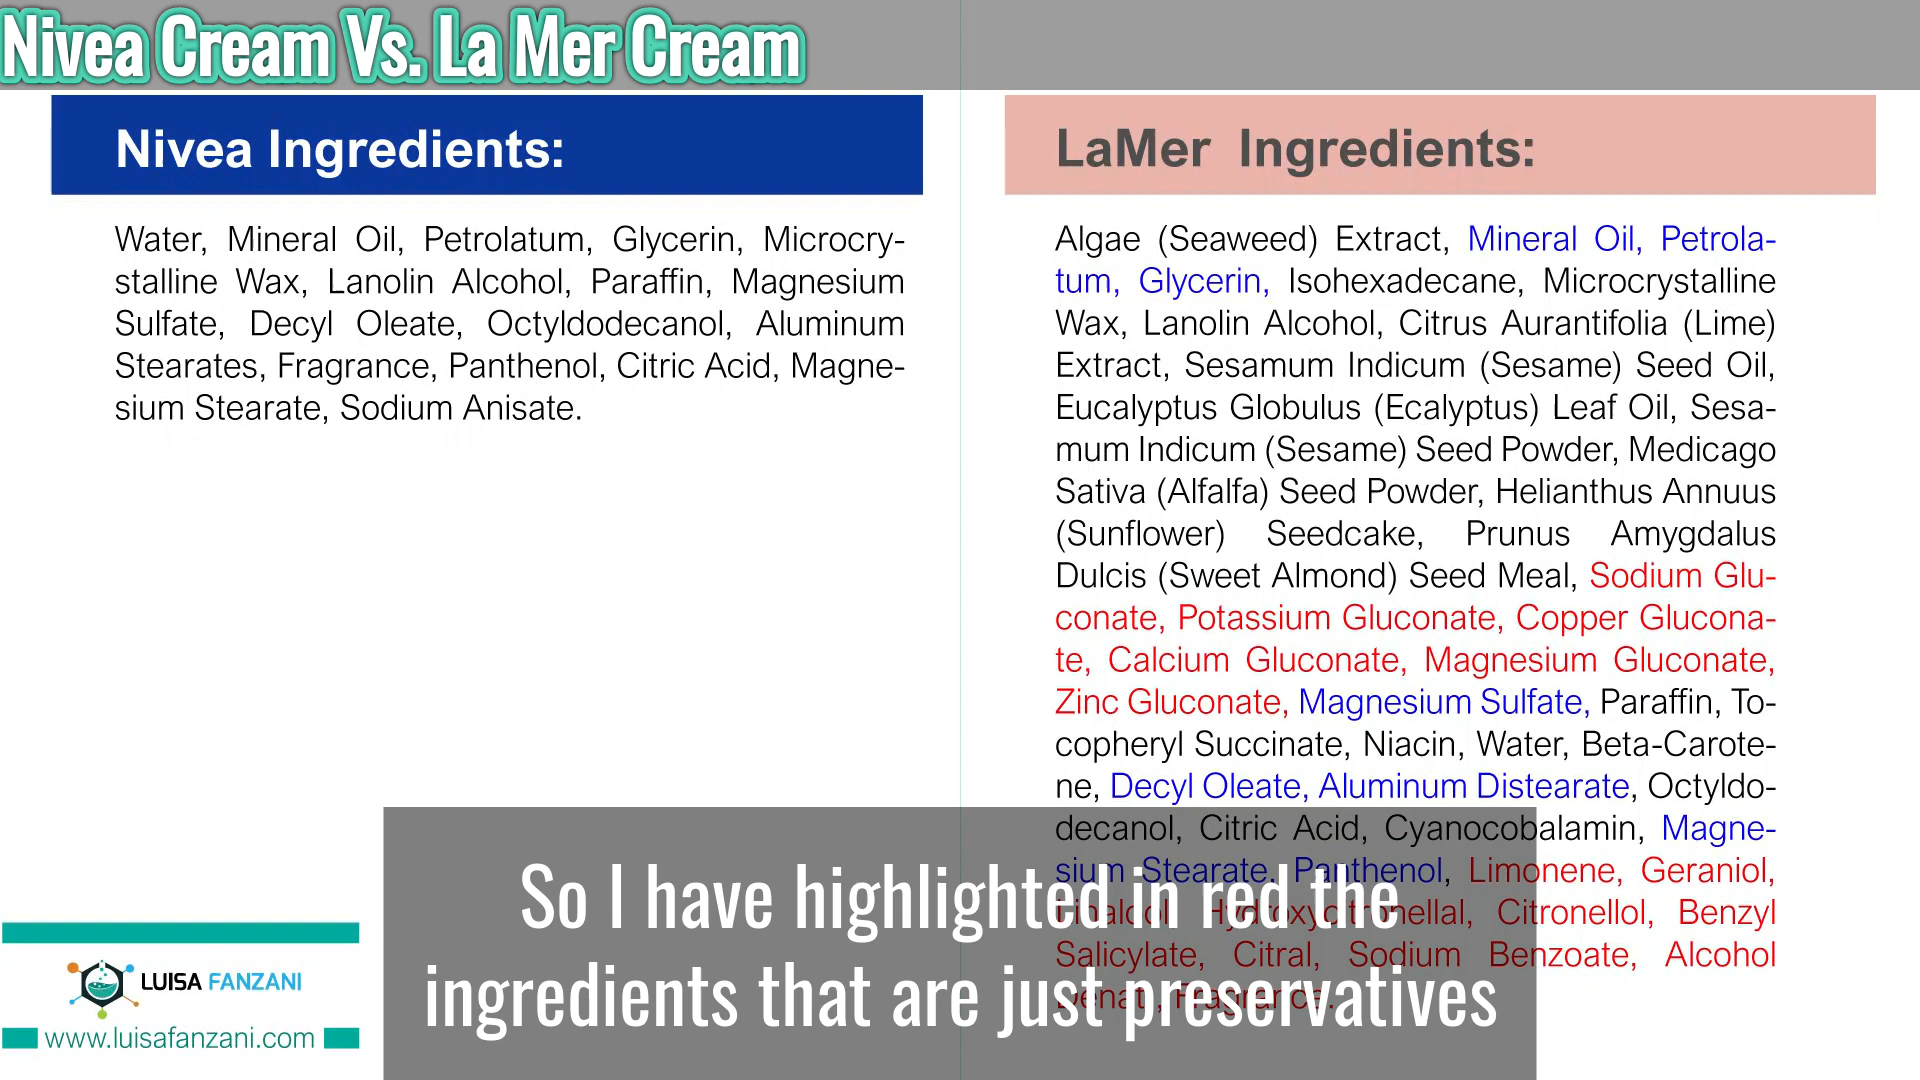 Nivea Cream Vs. La Mer Cream
Nivea Ingredients:
Water, Mineral Oil, Petrolatum, Glycerin, Microcry-
stalline Wax, Lanolin Alcohol, Paraffin, Magnesium
Sulfate, Decyl Oleate, Octyldodecanol, Aluminum
Stearates, Fragrance, Panthenol, Citric Acid, Magne-
sium Stearate, Sodium Anisate.
LaMer Ingredients:
Algae (Seaweed) Extract, Mineral Oil, Petrola-
tum, Glycerin, Isohexadecane, Microcrystalline
Wax, Lanolin Alcohol, Citrus Aurantifolia (Lime)
Extract, Sesamum Indicum (Sesame) Seed Oil,
Eucalyptus Globulus (Ecalyptus) Leaf Oil, Sesa-
mum Indicum (Sesame) Seed Powder, Medicago
Sativa (Alfalfa) Seed Powder, Helianthus Annuus
(Sunflower) Seedcake, Prunus Amygdalus
Dulcis (Sweet Almond) Seed Meal, Sodium Glu-
conate, Potassium Gluconate, Copper Glucona-
te, Calcium Gluconate, Magnesium Gluconate,
Zinc Gluconate, Magnesium Sulfate, Paraffin, To-
copheryl Succinate, Niacin, Water, Beta-Carote-
ne, Decyl Oleate, Aluminum Distearate, Octyldo-
decanol, Citric Acid, Cyanocobalamin, Magne-
sium Stearate, Panthenol, Limonene, Geraniol,
Linalool, Hydroxycitronellal, Citronellol, Benzyl
Salicylate, Citral, Sodium Benzoate, Alcohol
Denat., Fragrance.
So I have highlighted in red the
ingredients that are just preservatives
LUISA FANZANI
www.luisafanzani.com